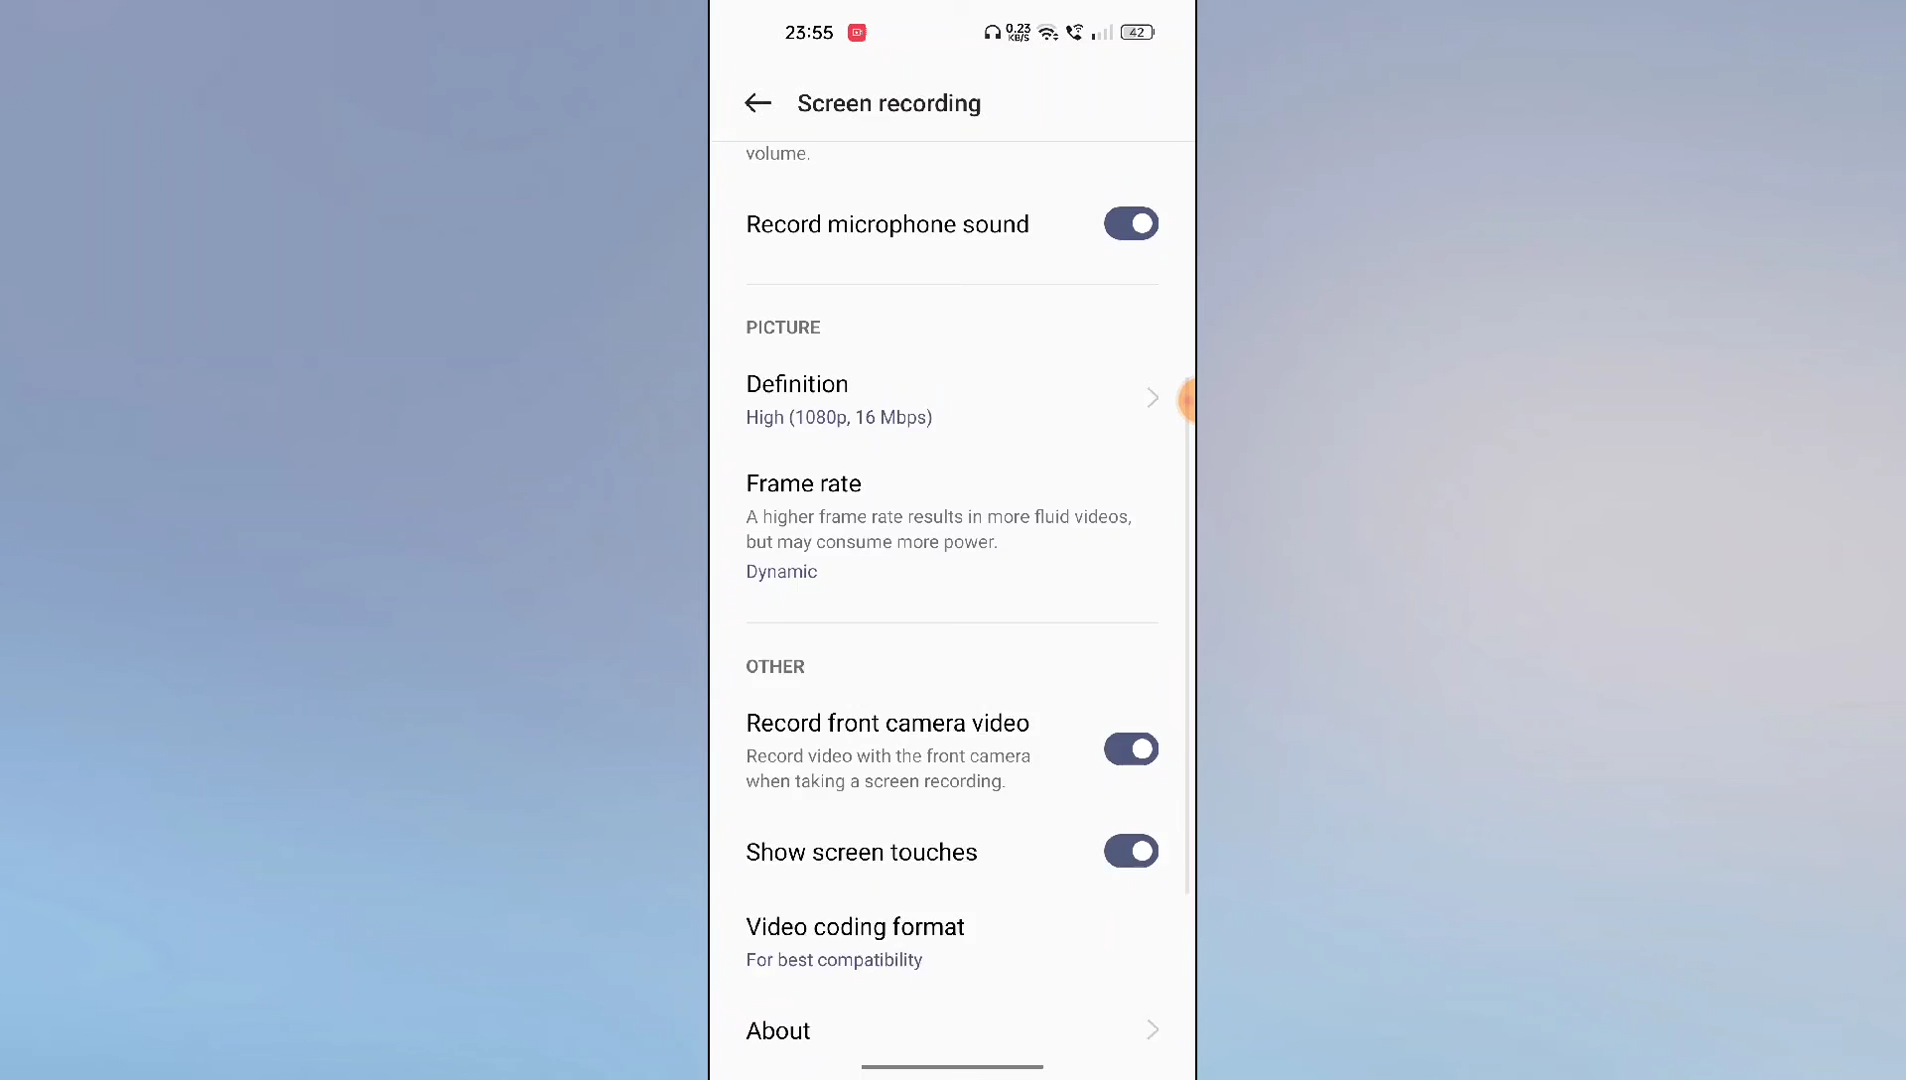 23:55
0.23
KB/S
42
Screen recording
volume.
Record microphone sound
PICTURE
Definition
High (1080p, 16 Mbps)
Frame rate
A higher frame rate results in more fluid videos,
but may consume more power.
Dynamic
OTHER
Record front camera video
Record video with the front camera
when taking a screen recording.
Show screen touches
Video coding format
For best compatibility
About